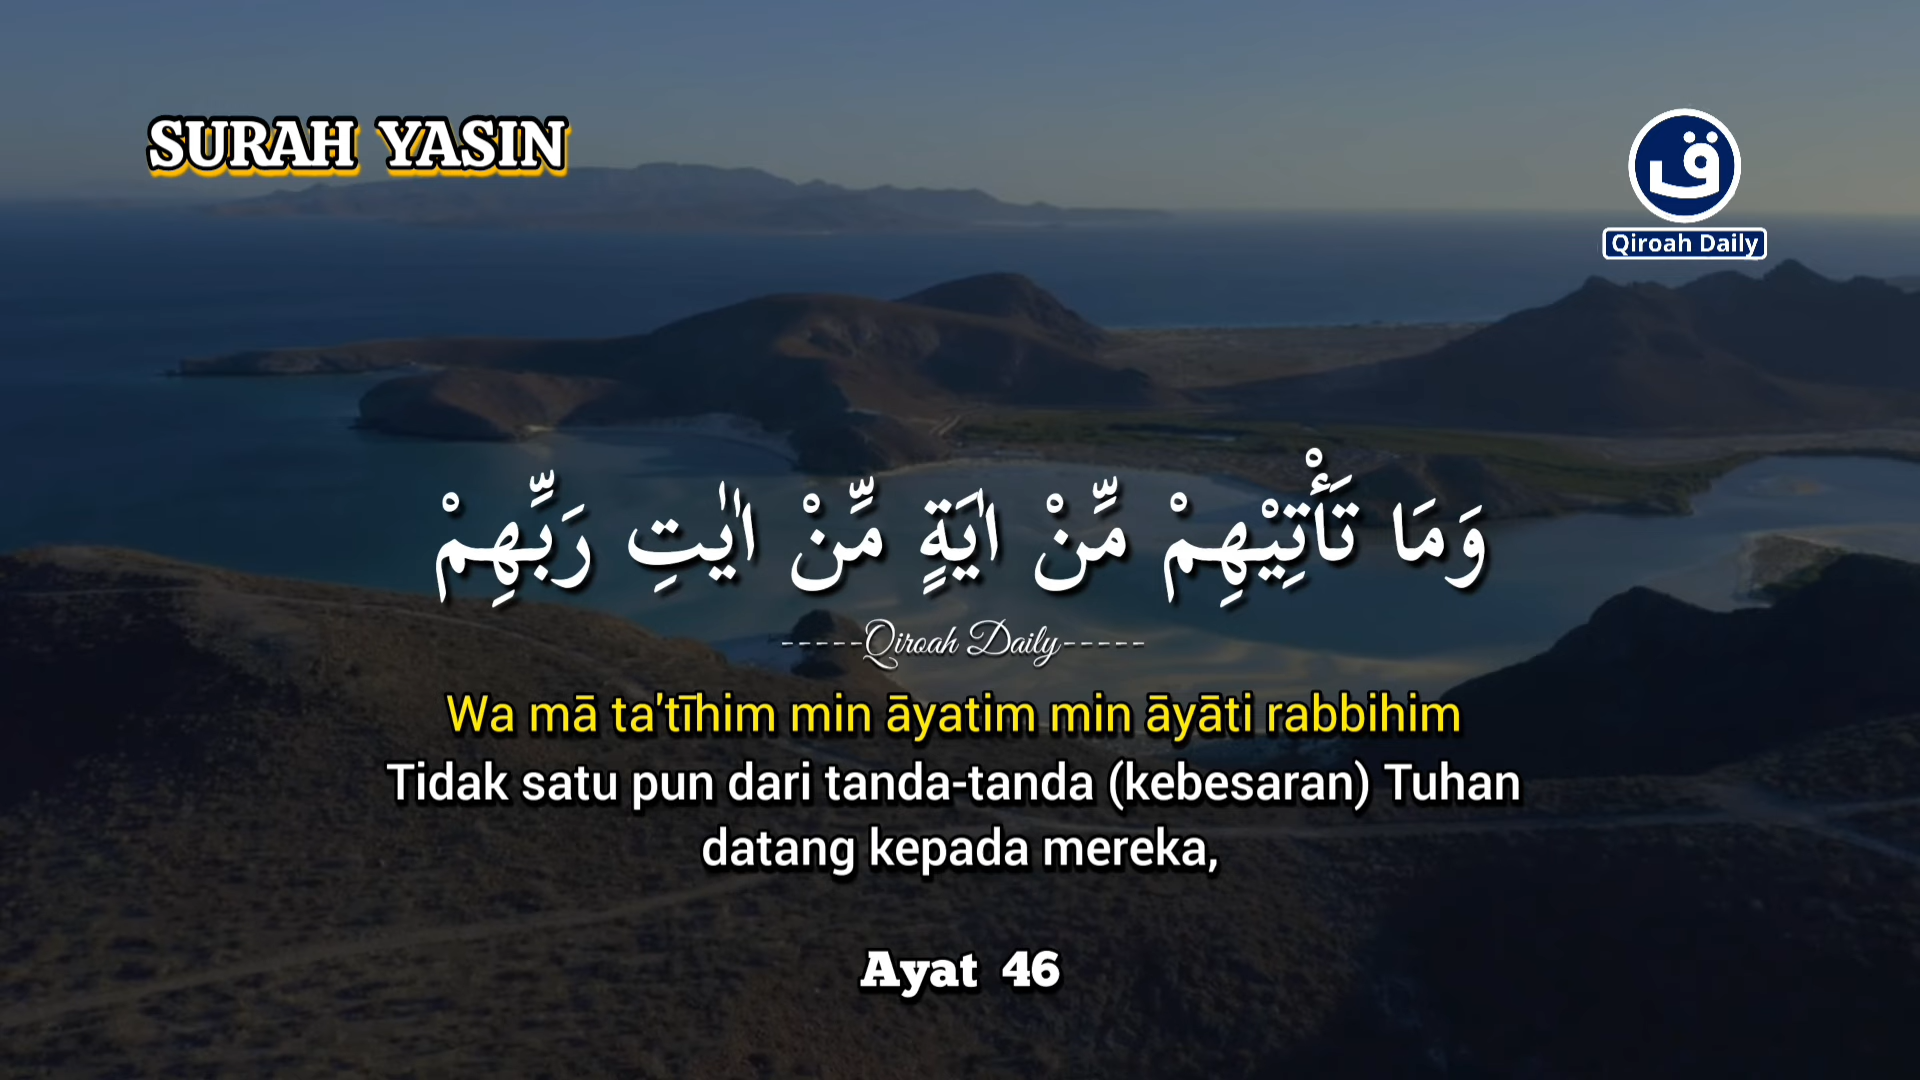 SURAH YASIN
ق
Qiroah Daily
وَمَا تَأْتِيْهِمْ مِّنْ اٰيَةٍ مِّنْ اٰيٰتِ رَبِّهِمْ
-----Qiroah Daily-----
Wa mā ta'tīhim min āyatim min āyāti rabbihim
Tidak satu pun dari tanda-tanda (kebesaran) Tuhan
datang kepada mereka,
Ayat 46